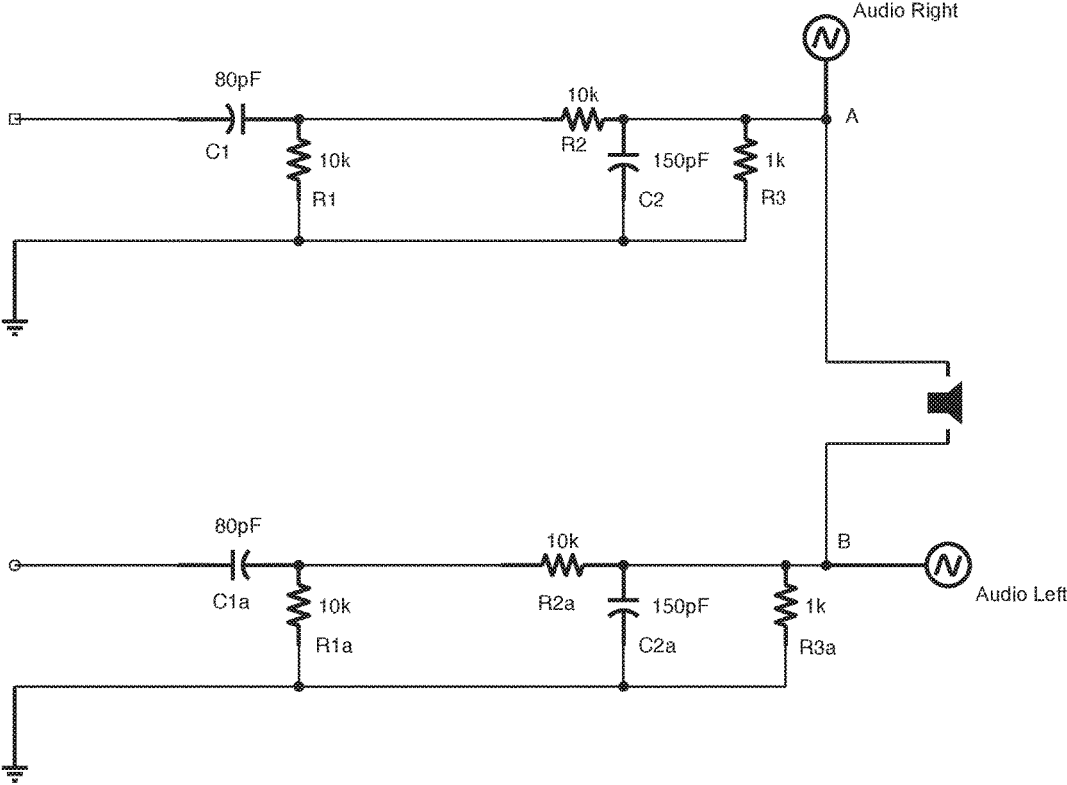 Audio Right
80pF
10k
A
C1
R2
10k
150pF
1k
R1
C2
R3
80pF
10k
B
C1a
R2a
Audio Left
10k
150pF
1k
R1a
C2a
R3a